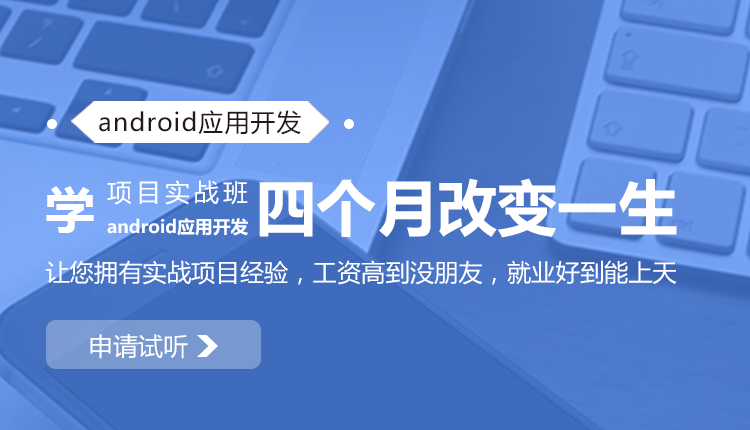 android应用开发
学 项目实战班 android应用开发 四个月改变一生
让您拥有实战项目经验，工资高到没朋友，就业好到能上天
申请试听